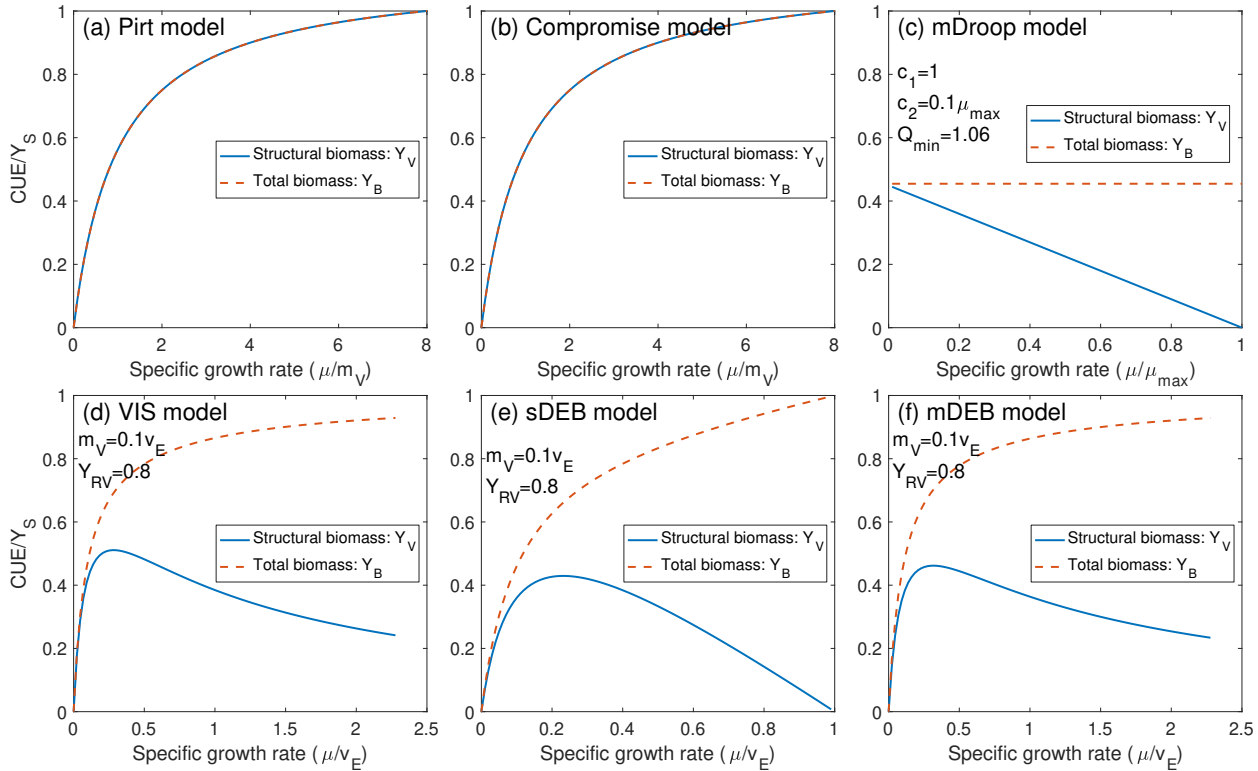 (a) Pirt model
CUE/Y_S
1
0.8
0.6
0.4
0.2
0
Structural biomass: Y_V
Total biomass: Y_B
0 2 4 6 8
Specific growth rate ( μ/m_V)
(b) Compromise model
1
0.8
0.6
0.4
0.2
0
Structural biomass: Y_V
Total biomass: Y_B
0 2 4 6 8
Specific growth rate ( μ/m_V)
(c) mDroop model
c_1=1
c_2=0.1μ_max
Q_min=1.06
1
0.8
0.6
0.4
0.2
0
Structural biomass: Y_V
Total biomass: Y_B
0 0.2 0.4 0.6 0.8 1
Specific growth rate ( μ/μ_max)
(d) VIS model
m_V=0.1v_E
Y_RV=0.8
CUE/Y_S
1
0.8
0.6
0.4
0.2
0
Structural biomass: Y_V
Total biomass: Y_B
0 0.5 1 1.5 2 2.5
Specific growth rate ( μ/v_E)
(e) sDEB model
m_V=0.1v_E
Y_RV=0.8
1
0.8
0.6
0.4
0.2
0
Structural biomass: Y_V
Total biomass: Y_B
0 0.2 0.4 0.6 0.8 1
Specific growth rate ( μ/v_E)
(f) mDEB model
m_V=0.1v_E
Y_RV=0.8
1
0.8
0.6
0.4
0.2
0
Structural biomass: Y_V
Total biomass: Y_B
0 0.5 1 1.5 2 2.5
Specific growth rate ( μ/v_E)